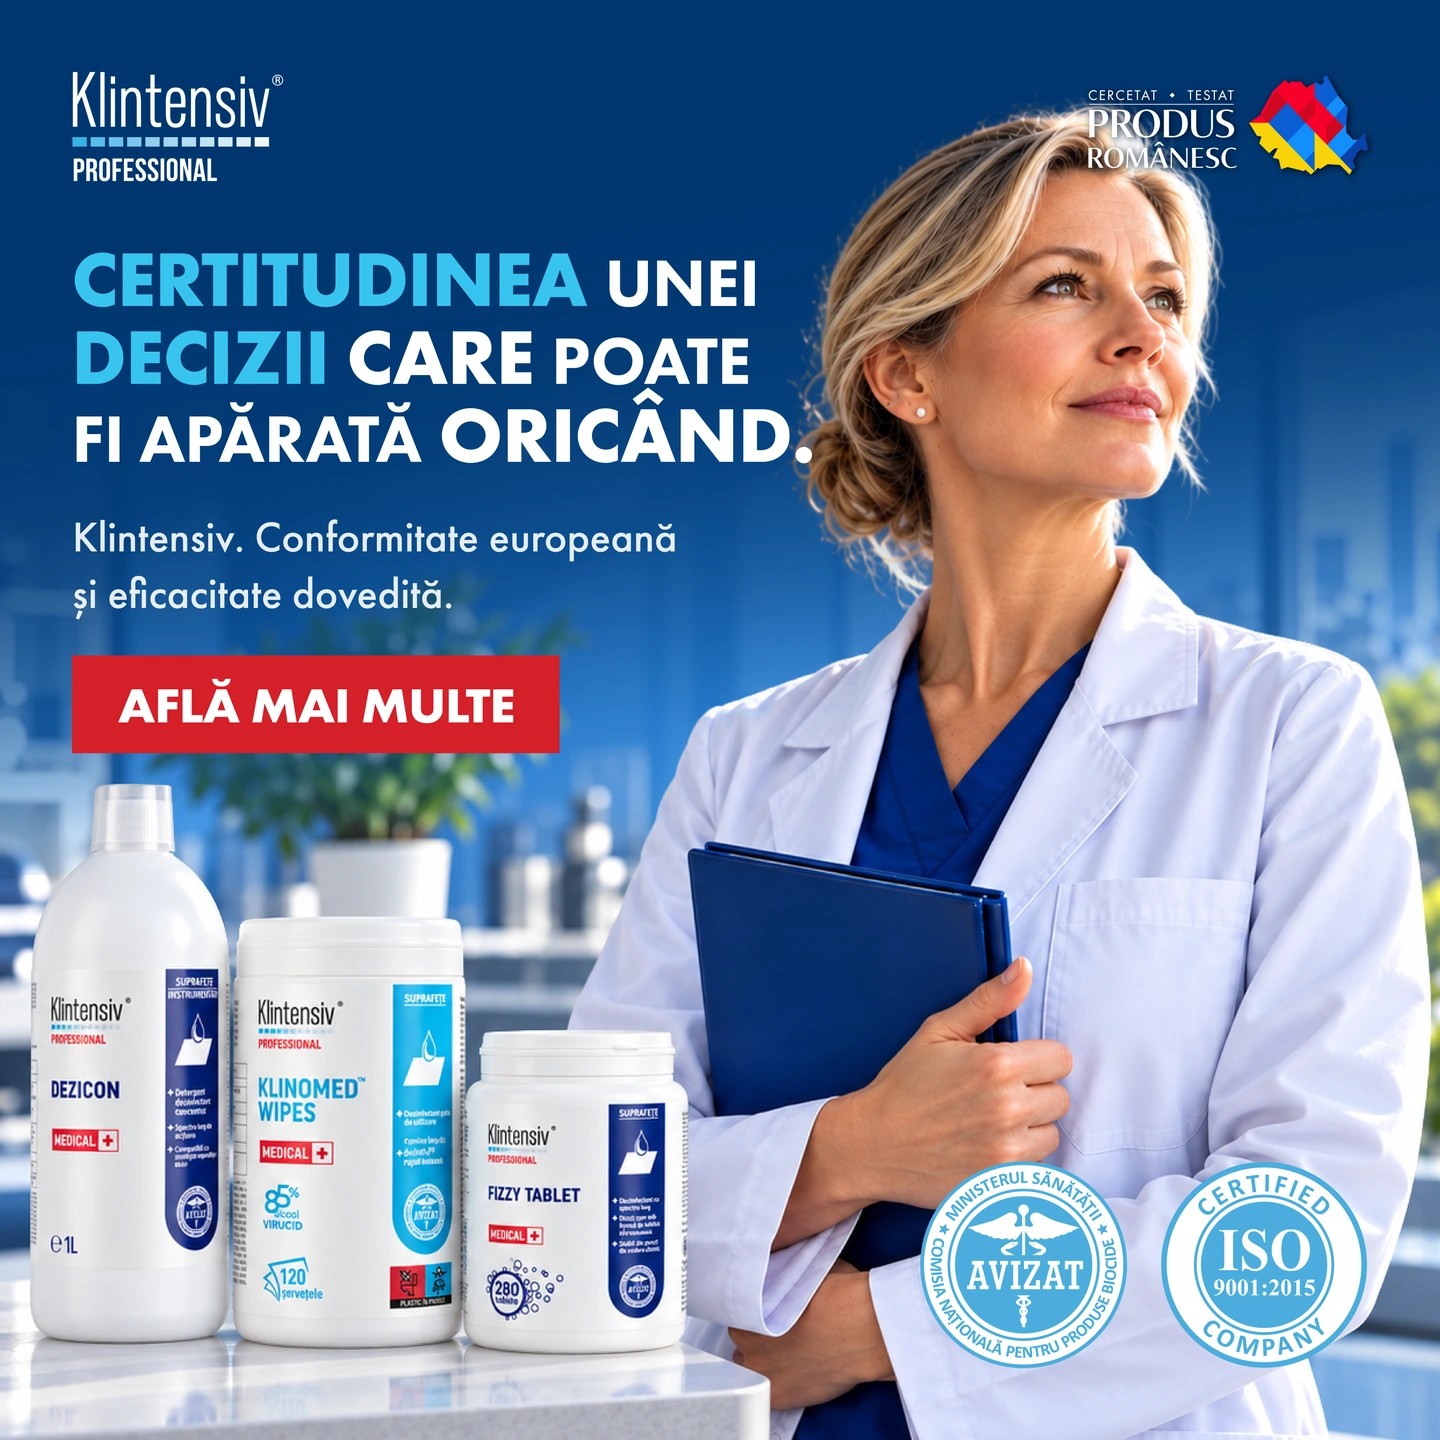 Klintensiv®
PROFESSIONAL
CERCETAT • TESTAT
PRODUS
ROMÂNESC
CERTITUDINEA UNEI
DECIZII CARE POATE
FI APĂRATĂ ORICÂND.
Klintensiv. Conformitate europeană
și eficacitate dovedită.
AFLĂ MAI MULTE
Klintensiv®
PROFESSIONAL
DEZICON
MEDICAL +
e 1L
SUPRAFEȚE
AVIZAT
Klintensiv®
PROFESSIONAL
KLINOMED™
WIPES
MEDICAL +
85%
alcool
VIRUCID
120
șervețele
SUPRAFEȚE
AVIZAT
Klintensiv®
PROFESSIONAL
FIZZY TABLET
MEDICAL +
280
SUPRAFEȚE
★ MINISTERUL SĂNĂTĂȚII ★
AVIZAT
COMISIA NAȚIONALĂ PENTRU PRODUSE BIOCIDE
CERTIFIED
ISO
9001:2015
COMPANY